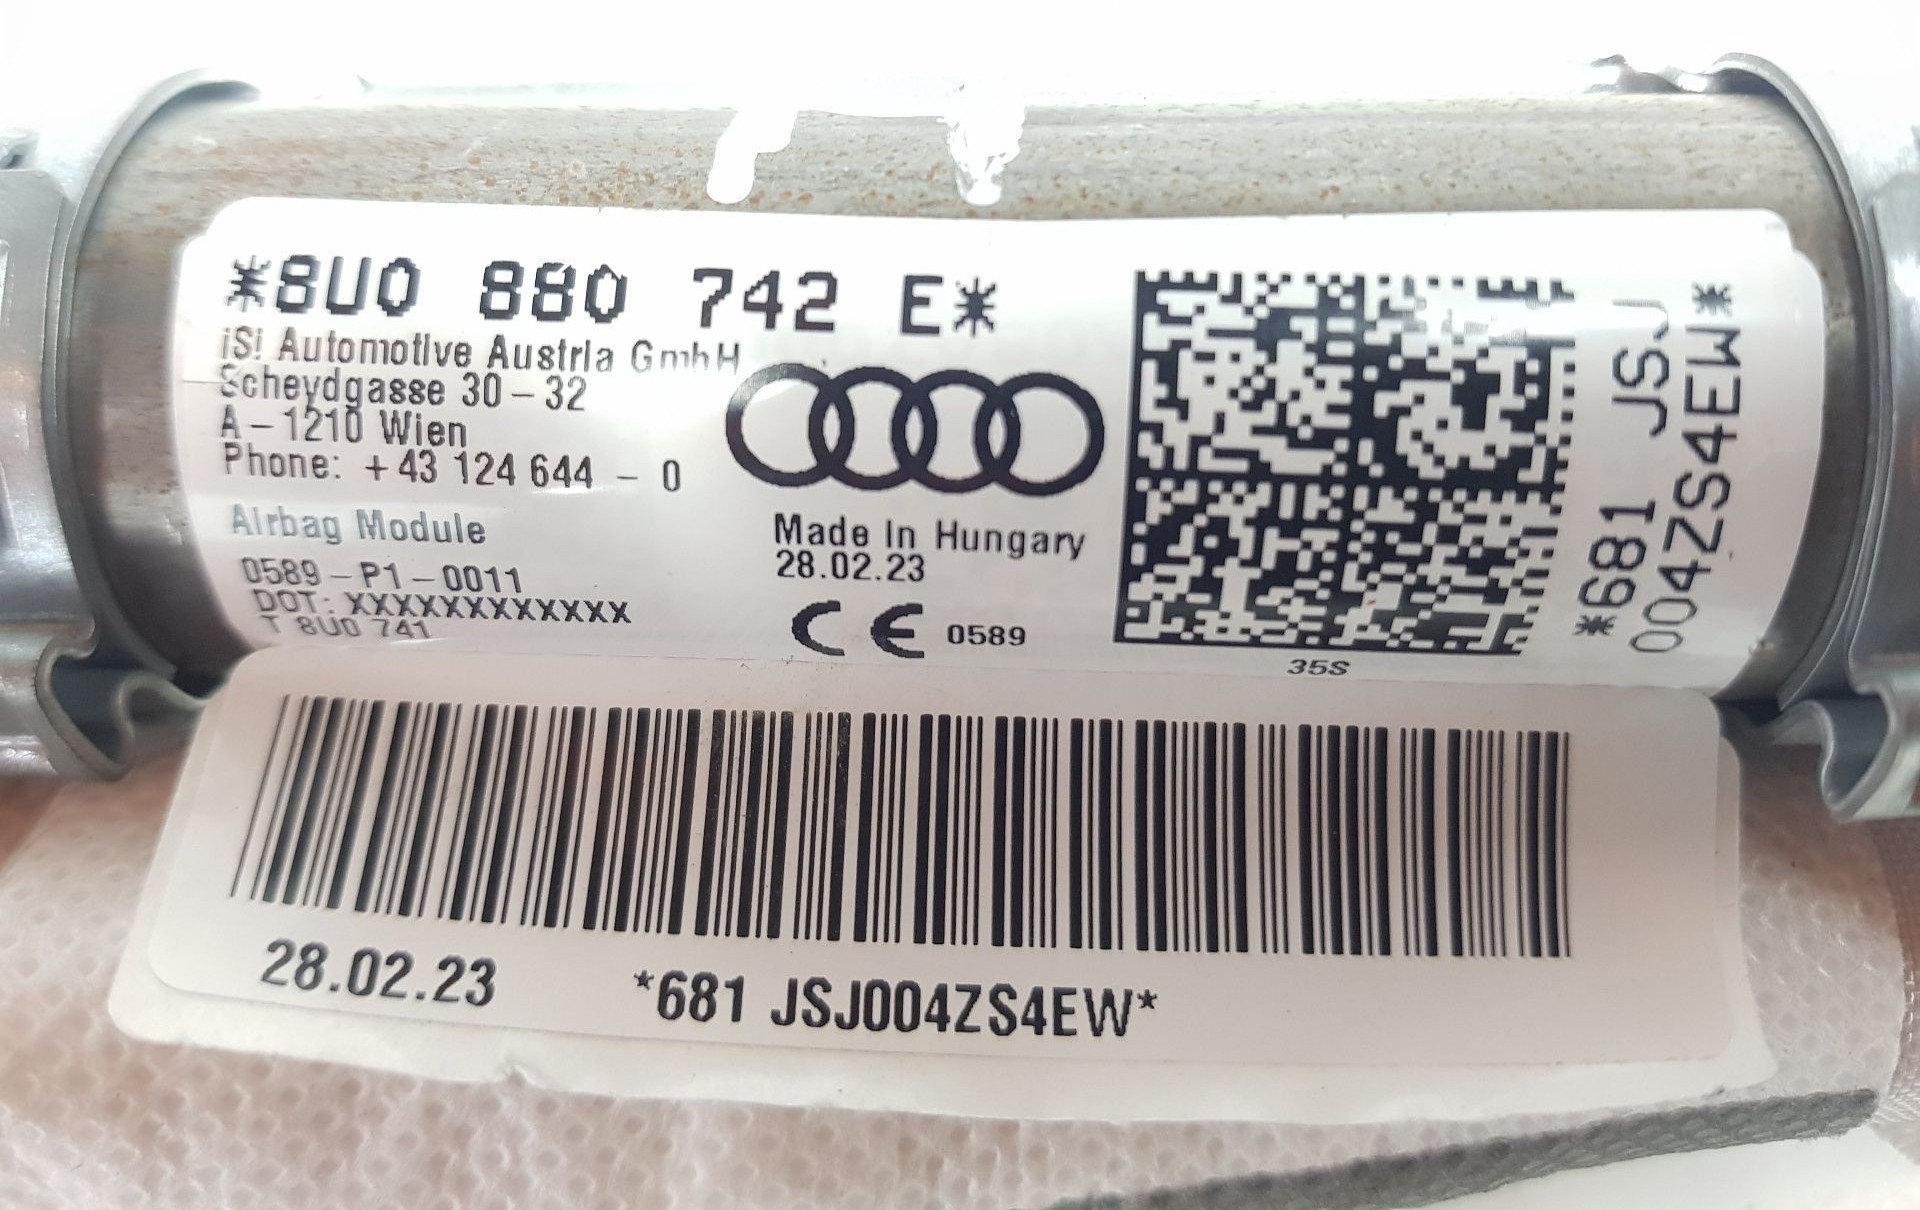 *8U0 880 742 E*
iSi Automotive Austria GmbH
Scheydgasse 30-32
A-1210 Wien
Phone: +43 124 644 - 0
Airbag Module
0589-P1-0011
DOT: XXXXXXXXXXXX
T 8U0 741
Made In Hungary
28.02.23
CE 0589
35S
*681 JSJ
004ZS4EW*
28.02.23 *681 JSJ004ZS4EW*